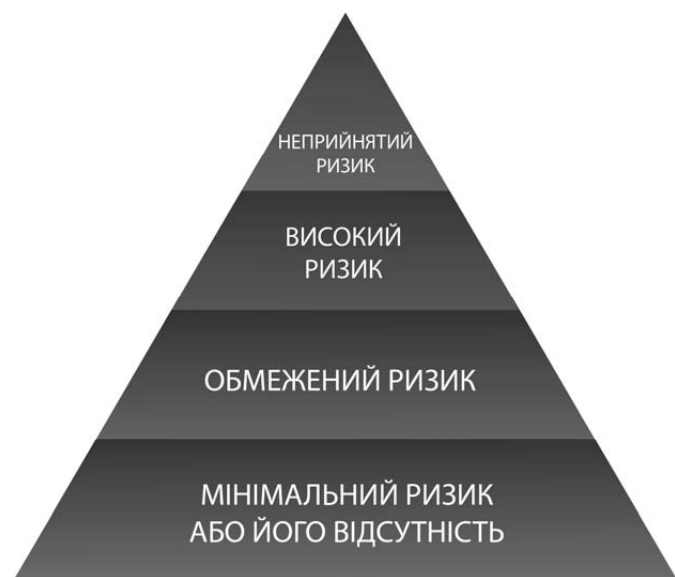 НЕПРИЙНЯТИЙ
РИЗИК
ВИСОКИЙ
РИЗИК
ОБМЕЖЕНИЙ РИЗИК
МІНІМАЛЬНИЙ РИЗИК
АБО ЙОГО ВІДСУТНІСТЬ